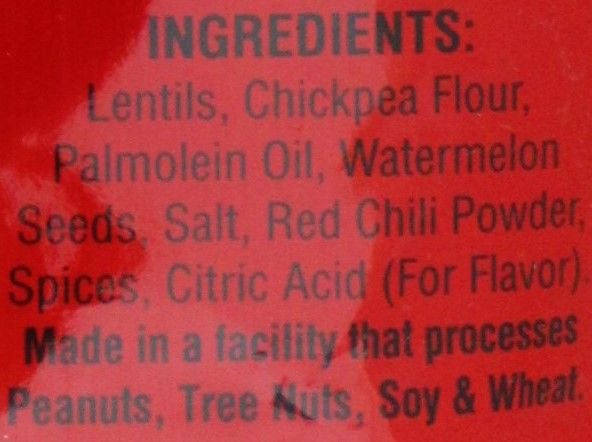 INGREDIENTS:
Lentils, Chickpea Flour,
Palmolein Oil, Watermelon
Seeds, Salt, Red Chili Powder,
Spices, Citric Acid (For Flavor).
Made in a facility that processes
Peanuts, Tree Nuts, Soy & Wheat.